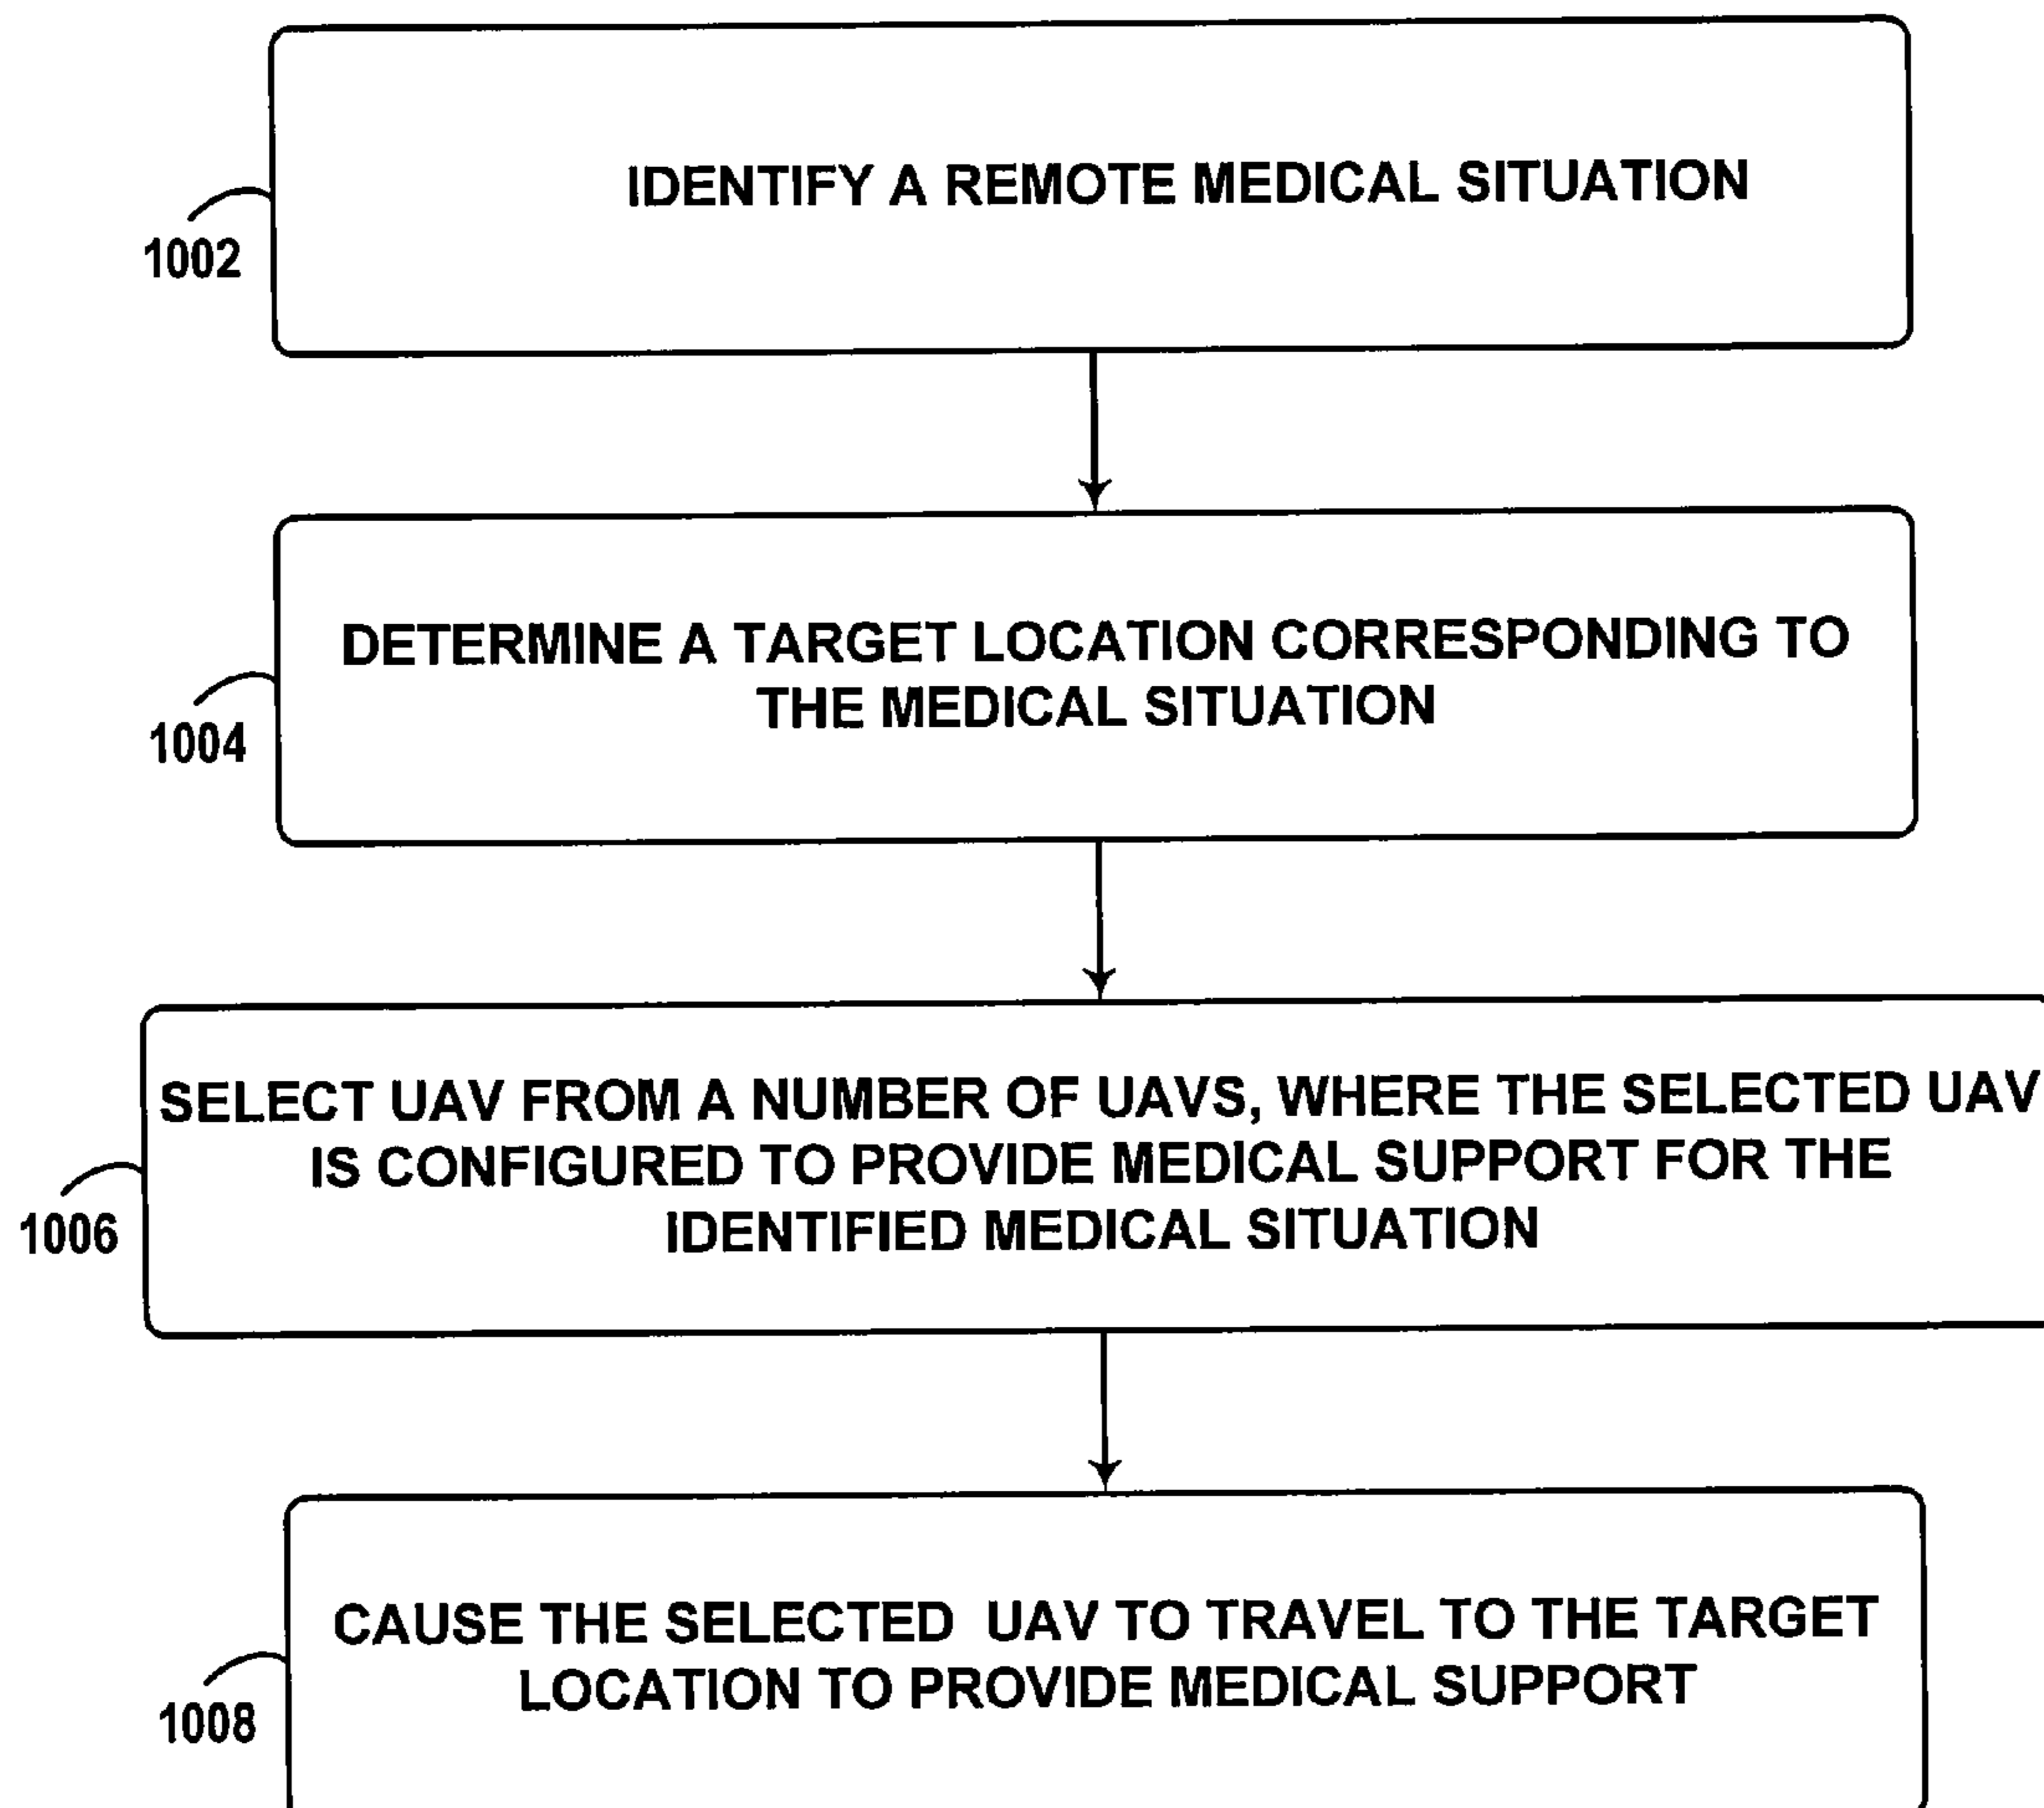 IDENTIFY A REMOTE MEDICAL SITUATION
1002
DETERMINE A TARGET LOCATION CORRESPONDING TO
THE MEDICAL SITUATION
1004
SELECT UAV FROM A NUMBER OF UAVS, WHERE THE SELECTED UAV
IS CONFIGURED TO PROVIDE MEDICAL SUPPORT FOR THE
IDENTIFIED MEDICAL SITUATION
1006
CAUSE THE SELECTED UAV TO TRAVEL TO THE TARGET
LOCATION TO PROVIDE MEDICAL SUPPORT
1008